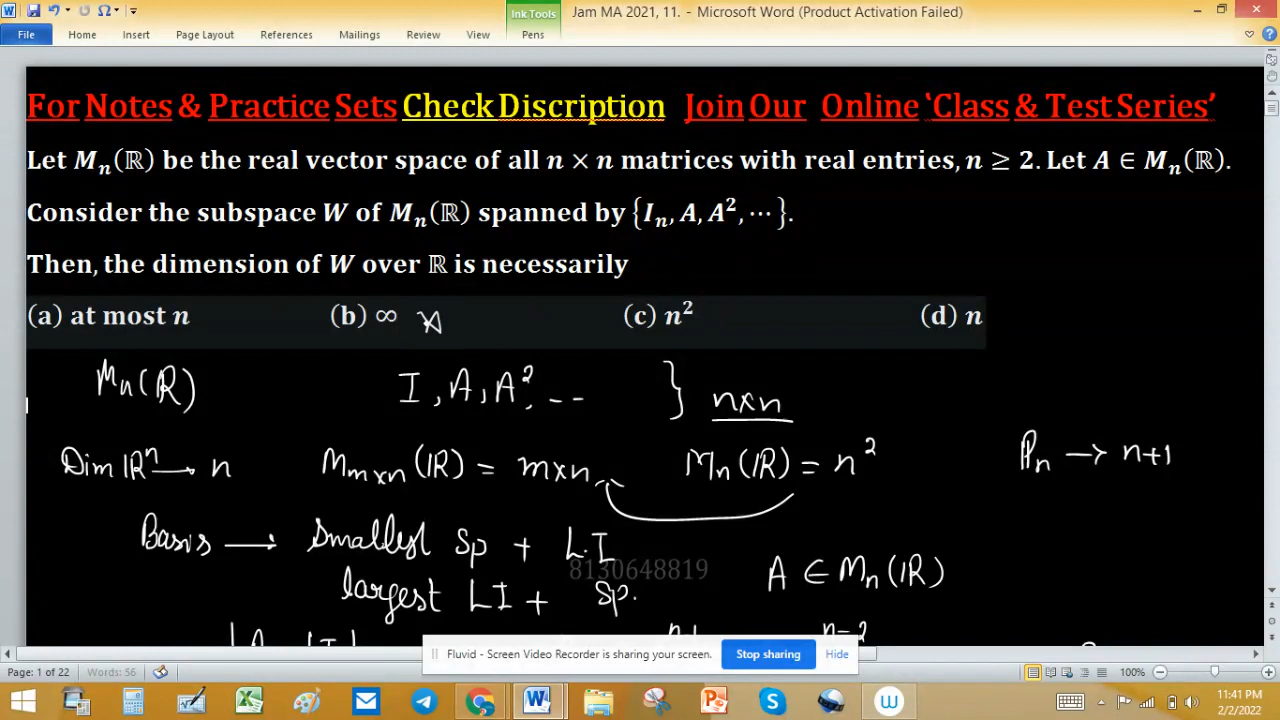 Jam MA 2021, 11. - Microsoft Word (Product Activation Failed)
Ink Tools
File Home Insert Page Layout References Mailings Review View Pens
For Notes & Practice Sets Check Discription Join Our Online 'Class & Test Series'
Let Mₙ(ℝ) be the real vector space of all n × n matrices with real entries, n ≥ 2. Let A ∈ Mₙ(ℝ).
Consider the subspace W of Mₙ(ℝ) spanned by {Iₙ, A, A², ⋯}.
Then, the dimension of W over ℝ is necessarily
(a) at most n (b) ∞ (c) n² (d) n
Mn(R) I, A, A², -- } n×n
Dim IRⁿ → n Mm×n(IR) = m×n Mn(IR) = n² Pn → n+1
Basis → Smallest Sp + L.I
largest LI + Sp.
8130648819
A ∈ Mn(IR)
Fluvid - Screen Video Recorder is sharing your screen. Stop sharing Hide
Page: 1 of 22 Words: 56 100%
11:41 PM
2/2/2022